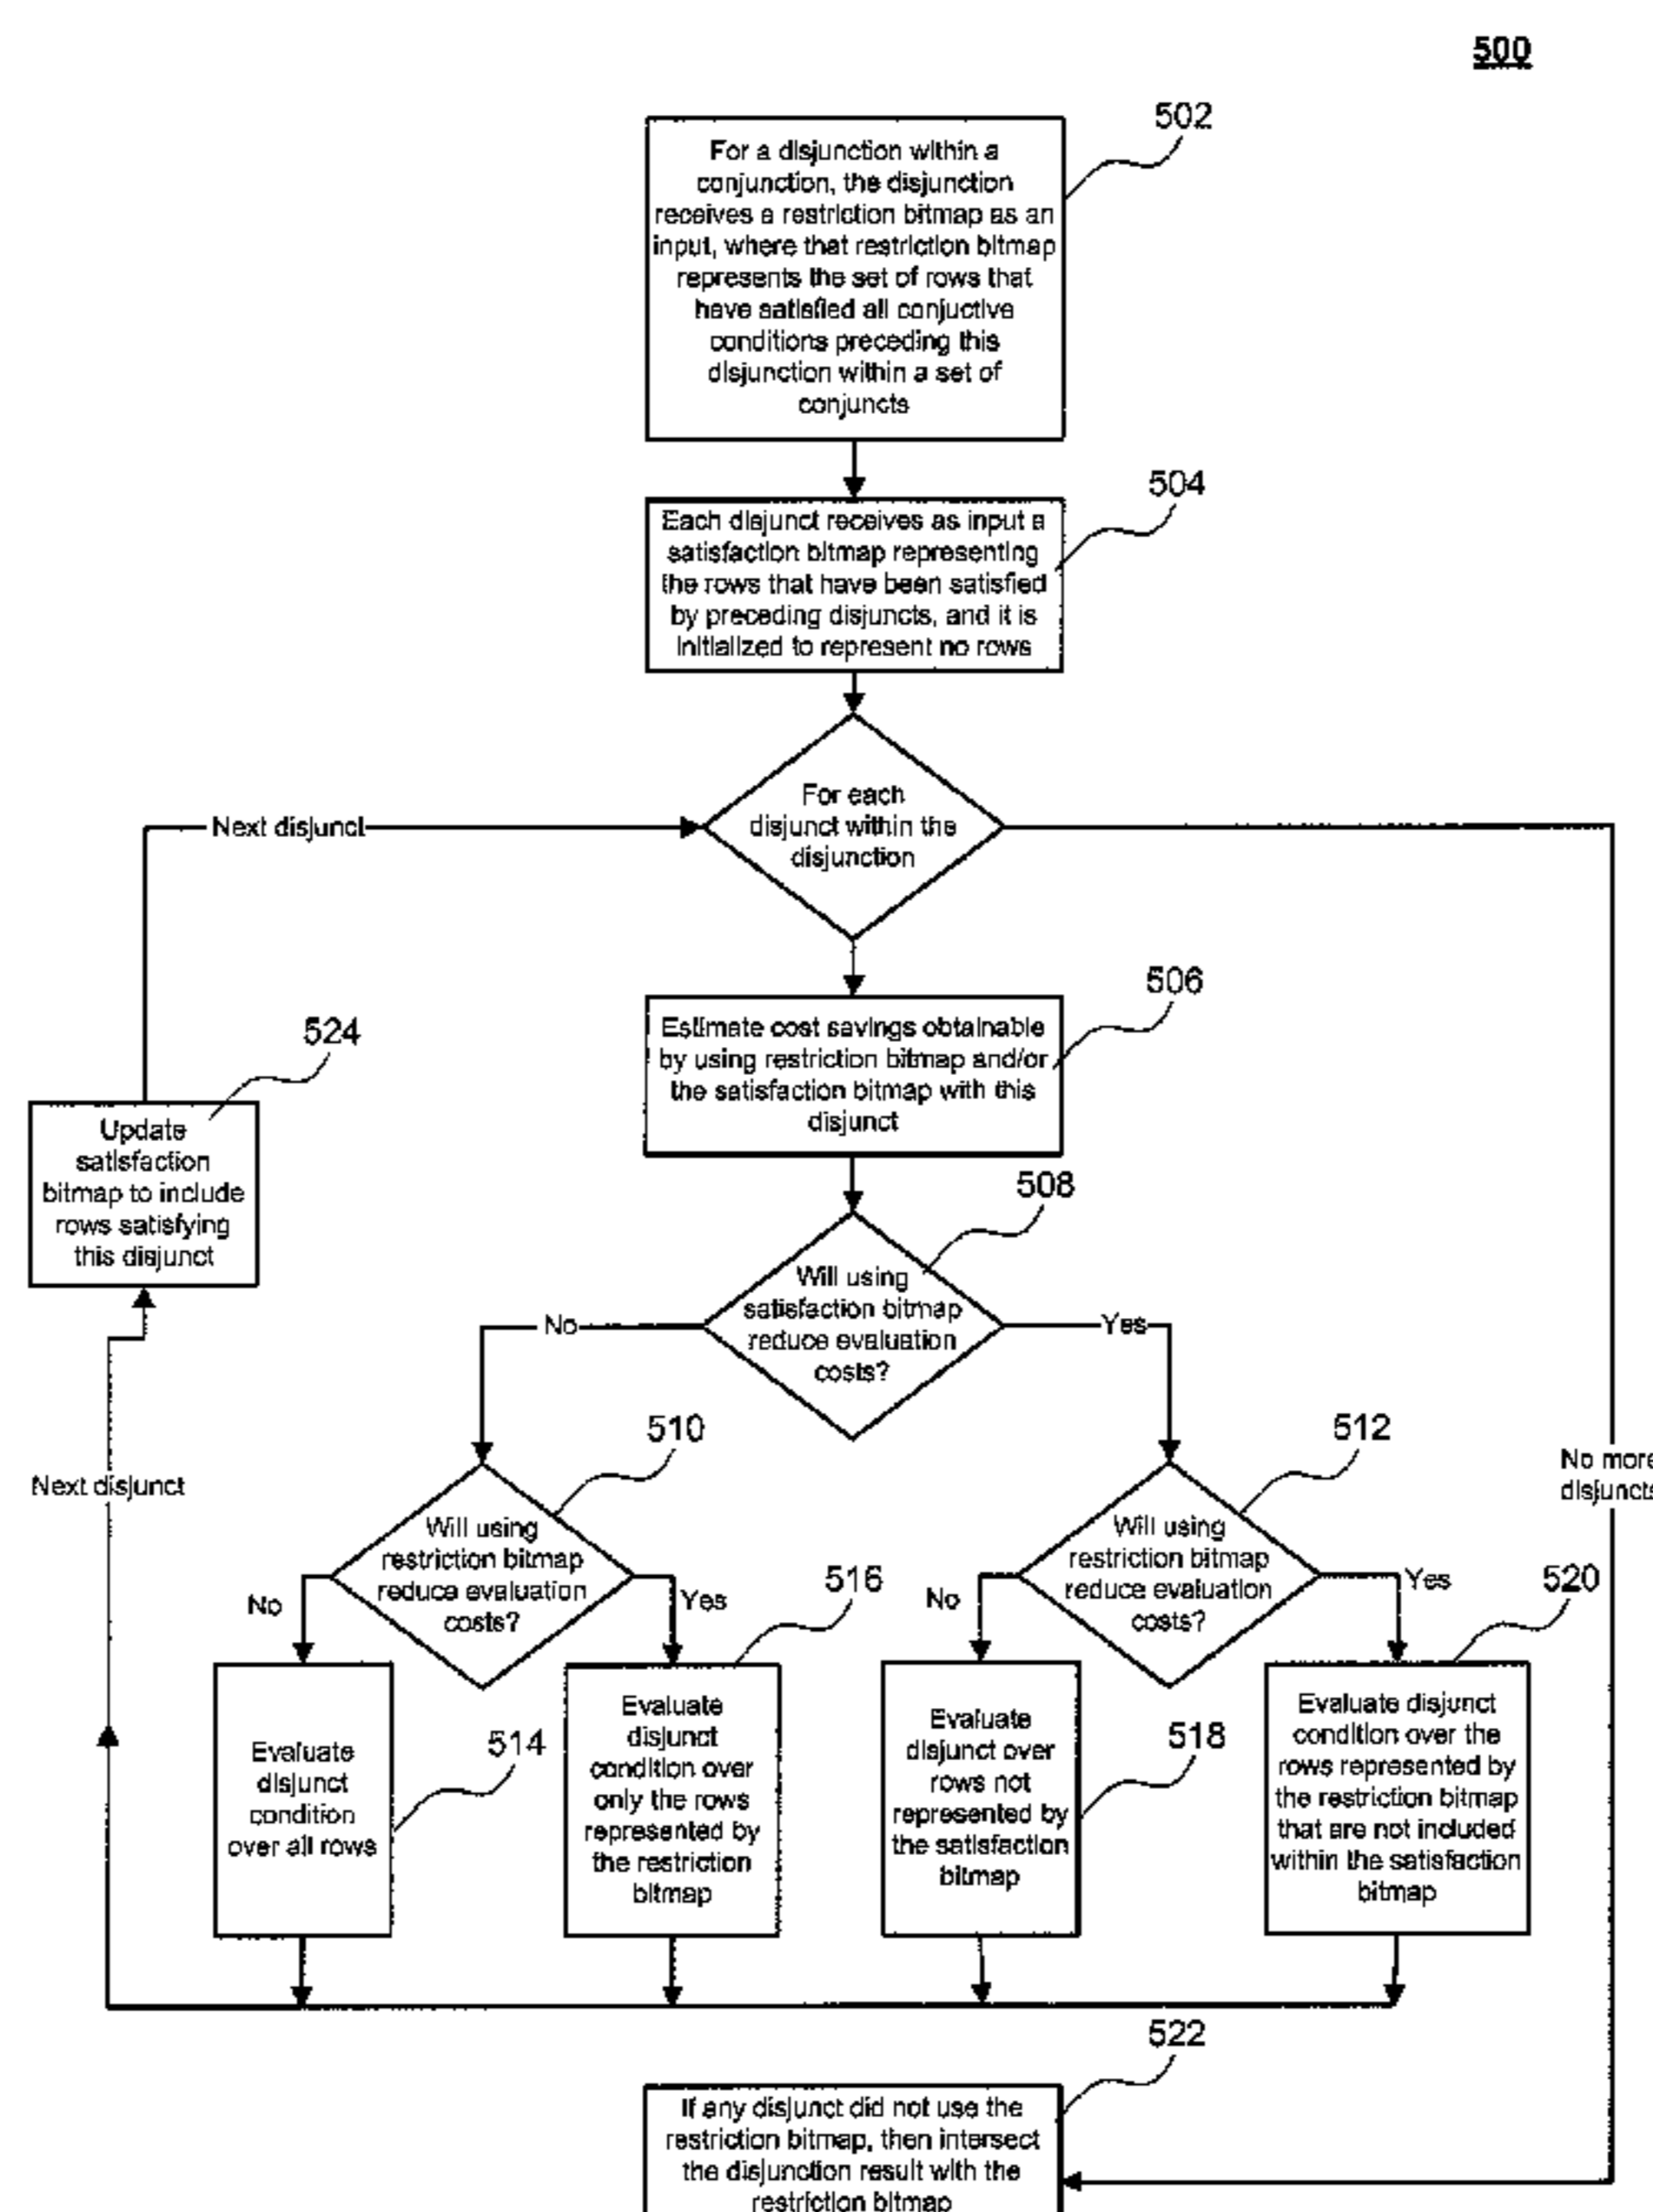 500
502
For a disjunction within a
conjunction, the disjunction
receives a restriction bitmap as an
input, where that restriction bitmap
represents the set of rows that
have satisfied all conjuctive
conditions preceding this
disjunction within a set of
conjuncts
504
Each disjunct receives as input a
satisfaction bitmap representing
the rows that have been satisfied
by preceding disjuncts, and it is
initialized to represent no rows
For each
disjunct within the
disjunction
Next disjunct
506
Estimate cost savings obtainable
by using restriction bitmap and/or
the satisfaction bitmap with this
disjunct
524
Update
satisfaction
bitmap to include
rows satisfying
this disjunct
508
Will using
satisfaction bitmap
reduce evaluation
costs?
No
Yes
510
Will using
restriction bitmap
reduce evaluation
costs?
No
Yes
512
Will using
restriction bitmap
reduce evaluation
costs?
No
Yes
No more
disjuncts
Next disjunct
514
Evaluate
disjunct
condition
over all rows
516
Evaluate
disjunct
condition over
only the rows
represented by
the restriction
bitmap
518
Evaluate
disjunct over
rows not
represented by
the satisfaction
bitmap
520
Evaluate disjunct
condition over the
rows represented by
the restriction bitmap
that are not included
within the satisfaction
bitmap
522
If any disjunct did not use the
restriction bitmap, then intersect
the disjunction result with the
restriction bitmap